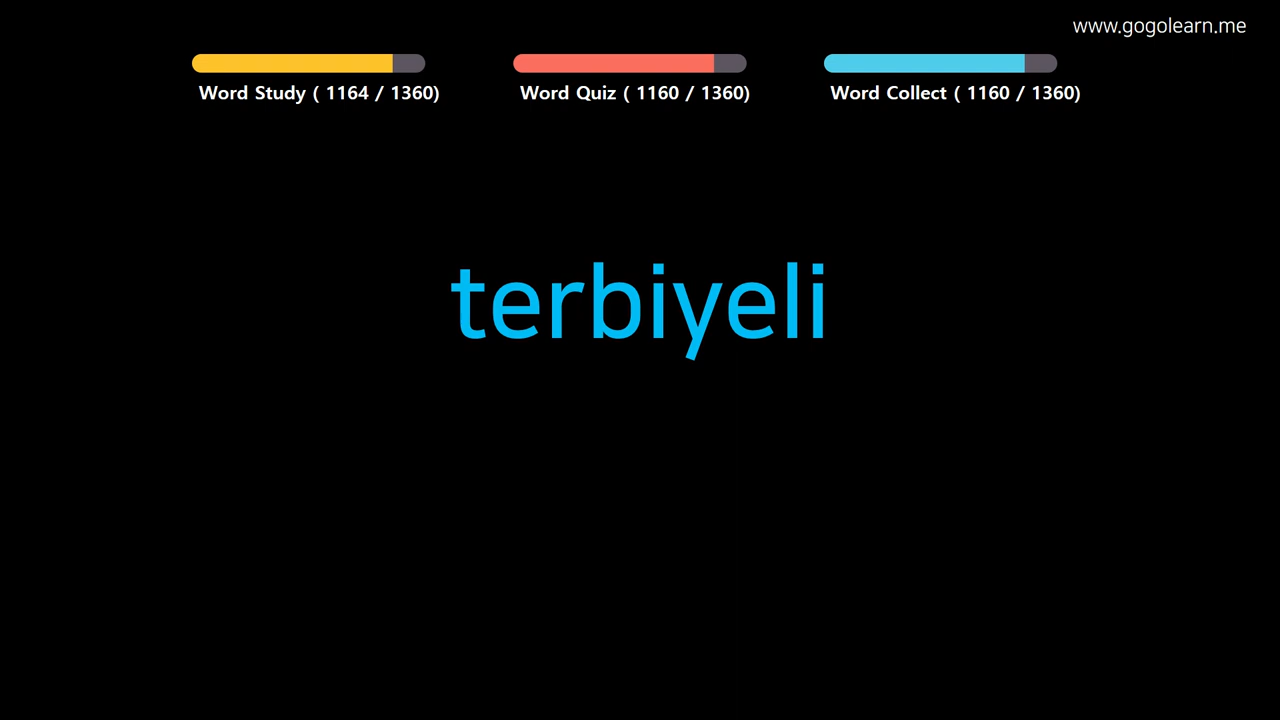 www.gogolearn.me
Word Study ( 1164 / 1360)
Word Quiz ( 1160 / 1360)
Word Collect ( 1160 / 1360)
terbiyeli